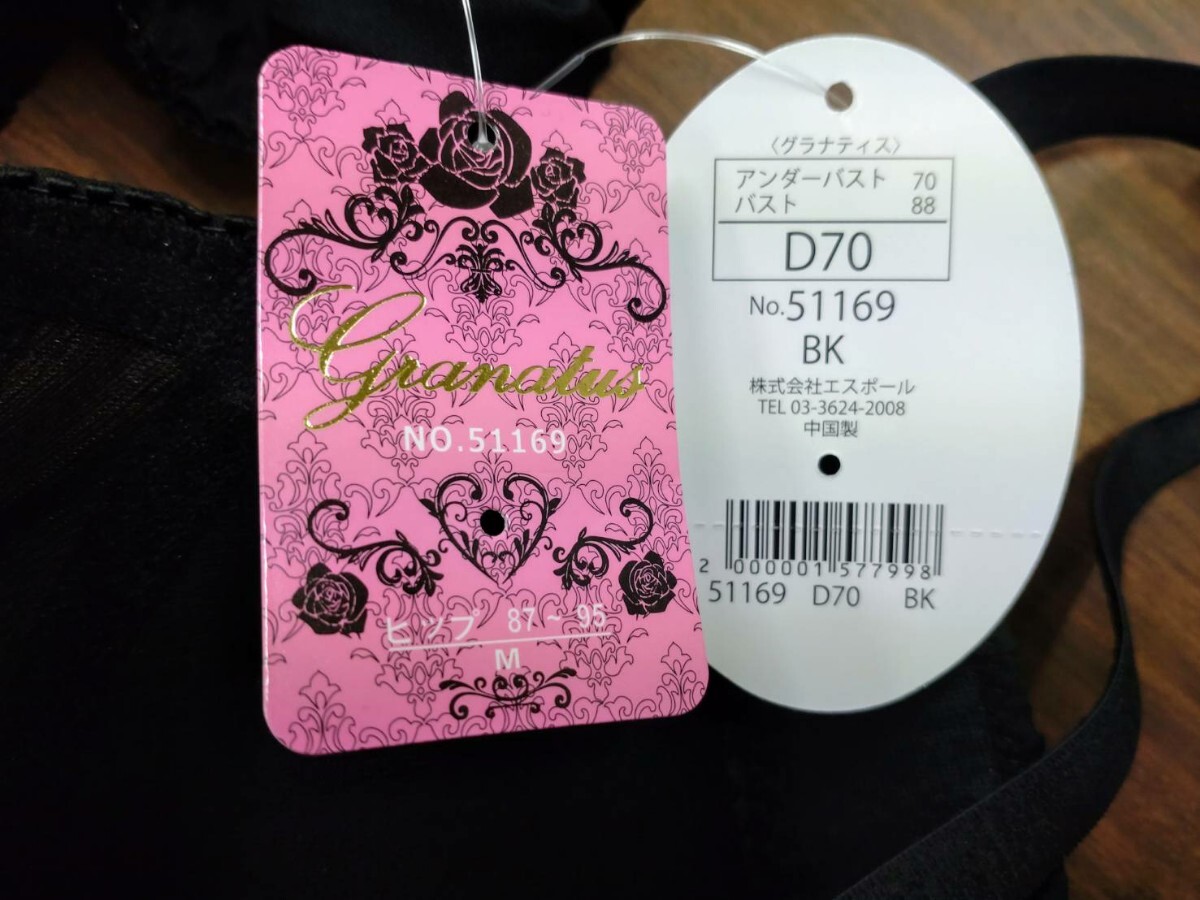 Granatus
NO.51169
ヒップ 87~95
M
〈グラナティス〉
アンダーバスト 70
バスト 88
D70
No.51169
BK
株式会社エスポール
TEL 03-3624-2008
中国製
2 000001 577998
51169 D70 BK